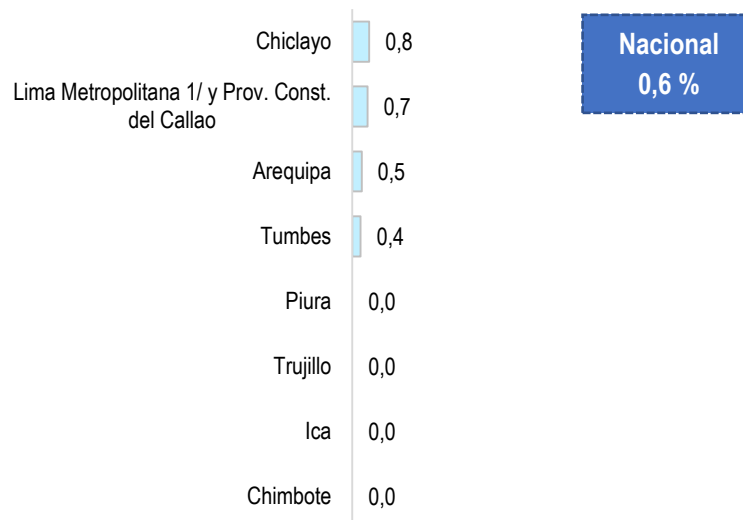 Chiclayo 0,8
Nacional
0,6 %
Lima Metropolitana 1/ y Prov. Const.
del Callao 0,7
Arequipa 0,5
Tumbes 0,4
Piura 0,0
Trujillo 0,0
Ica 0,0
Chimbote 0,0